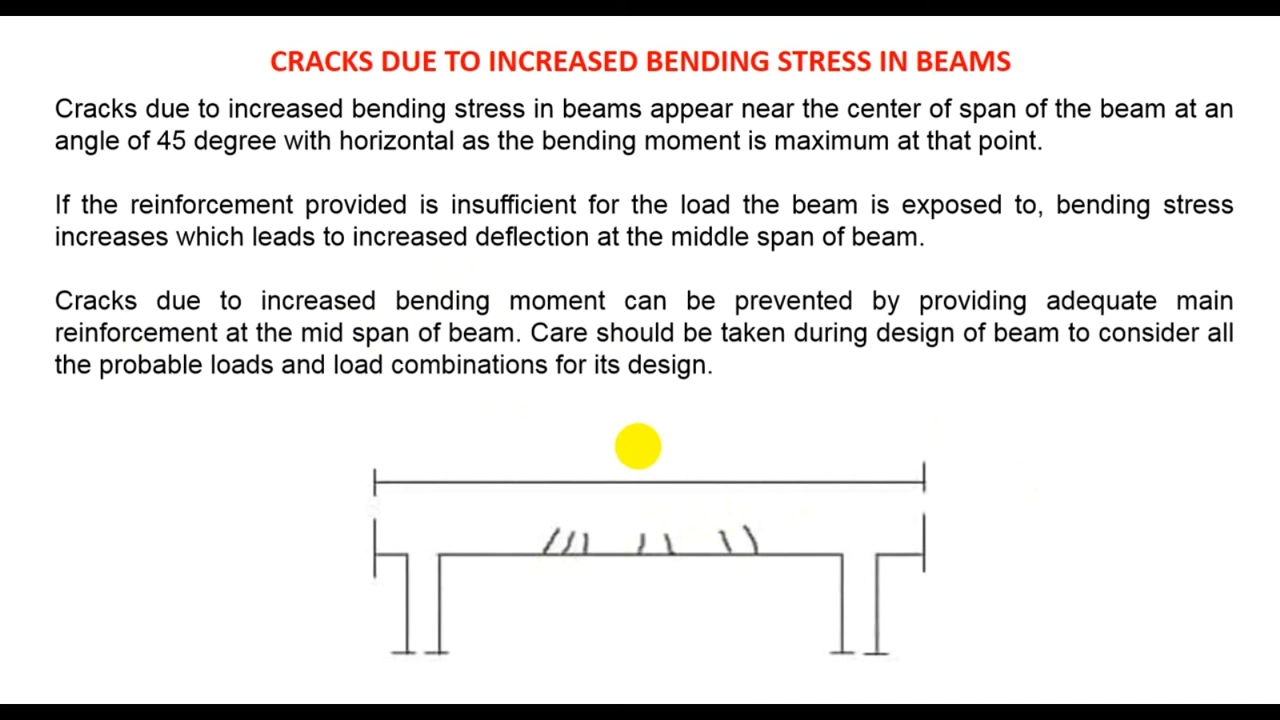 CRACKS DUE TO INCREASED BENDING STRESS IN BEAMS
Cracks due to increased bending stress in beams appear near the center of span of the beam at an
angle of 45 degree with horizontal as the bending moment is maximum at that point.
If the reinforcement provided is insufficient for the load the beam is exposed to, bending stress
increases which leads to increased deflection at the middle span of beam.
Cracks due to increased bending moment can be prevented by providing adequate main
reinforcement at the mid span of beam. Care should be taken during design of beam to consider all
the probable loads and load combinations for its design.